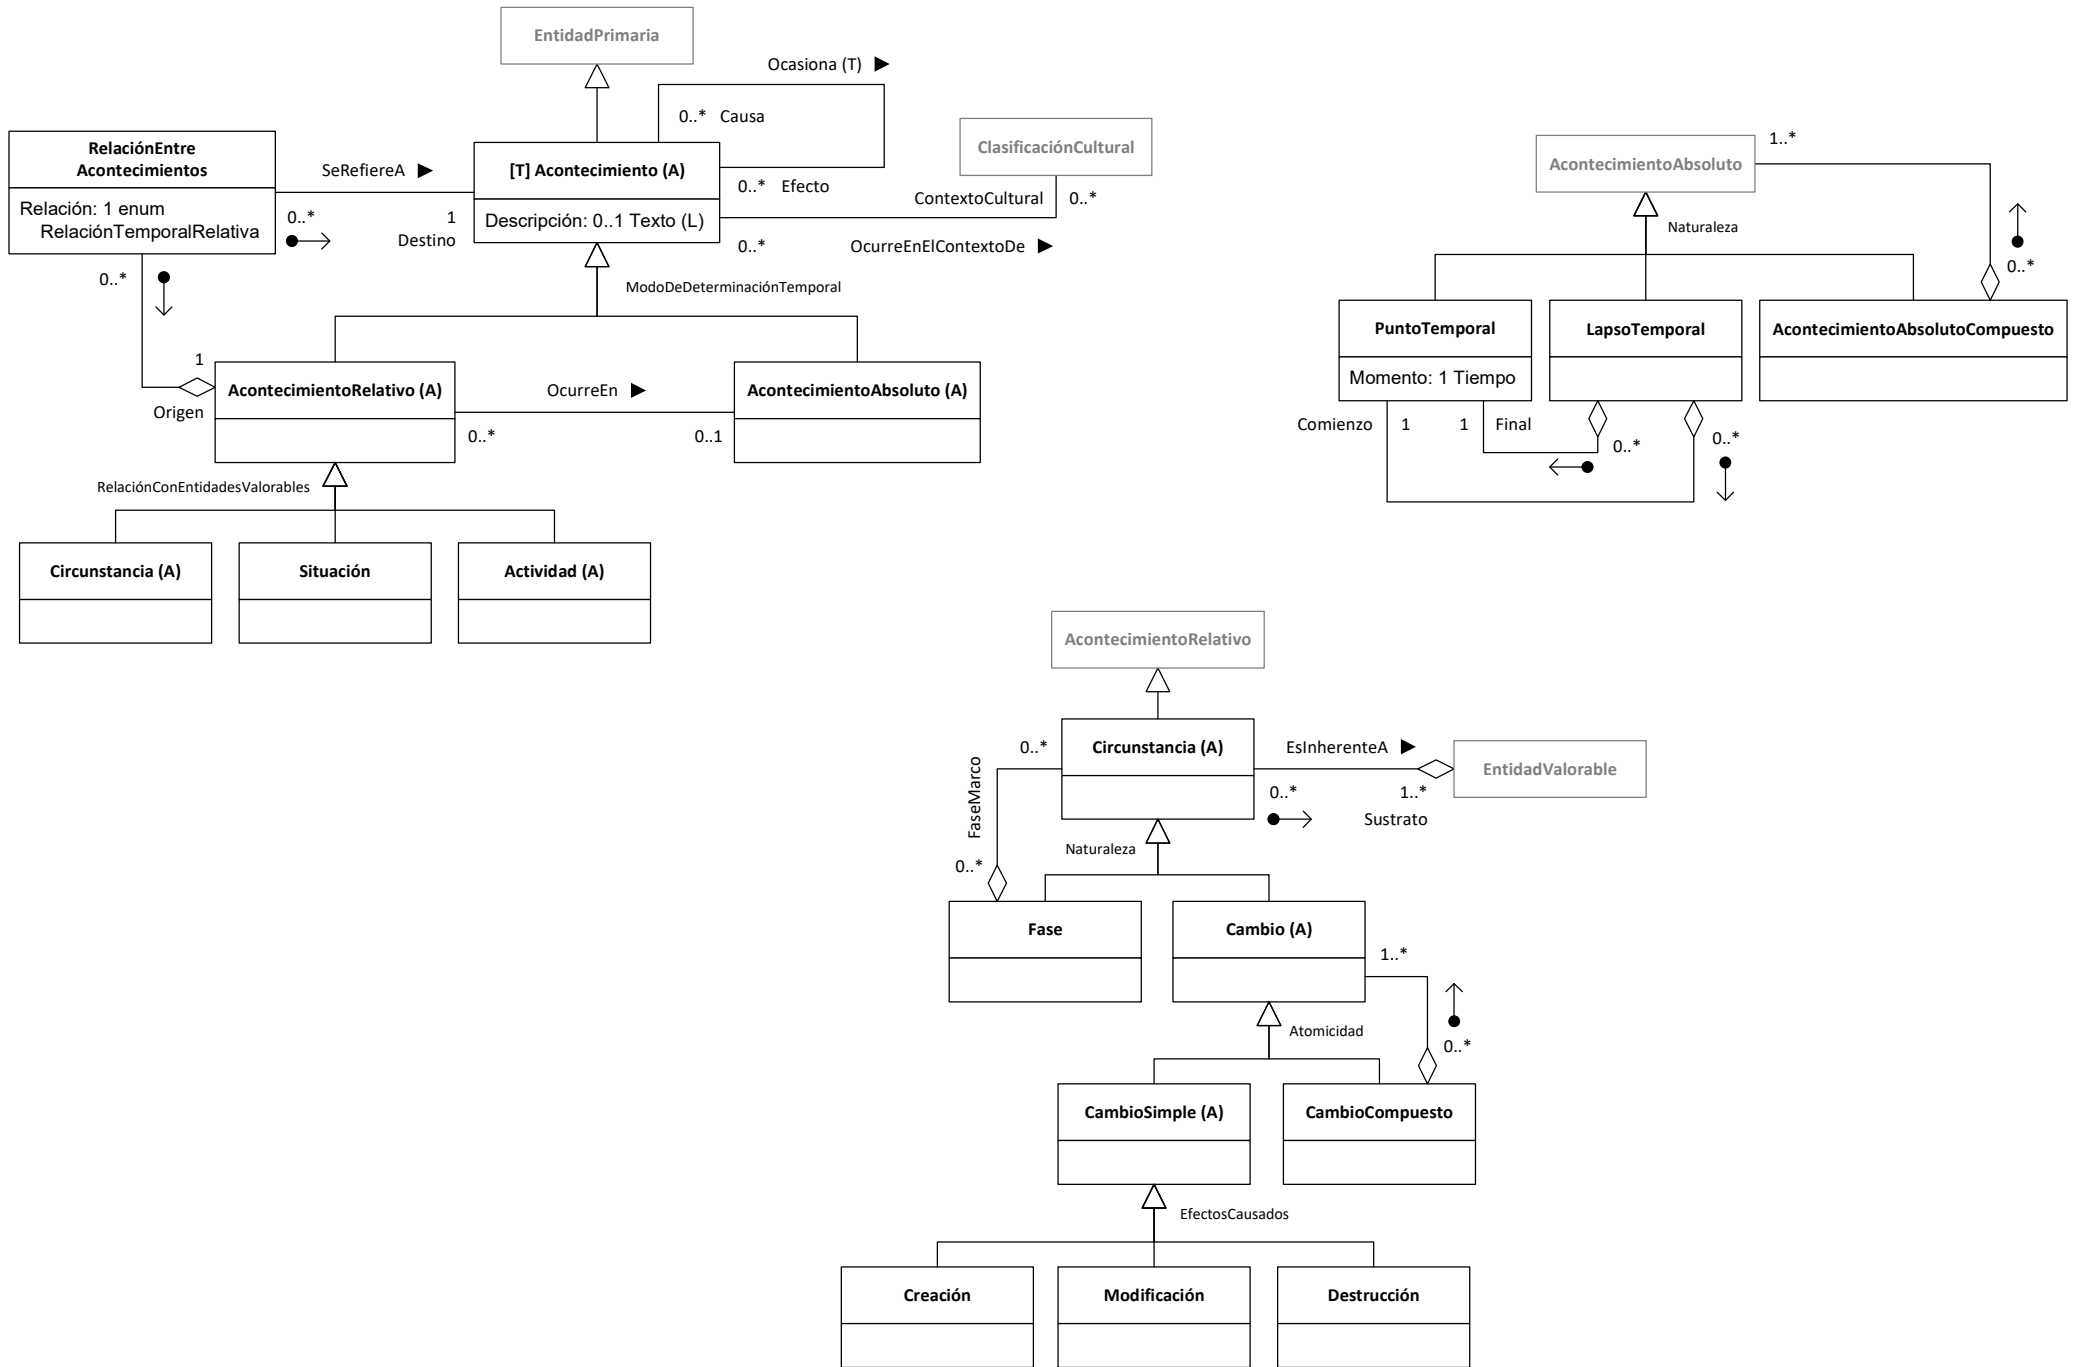 EntidadPrimaria
Ocasiona (T) ►
0..* Causa
RelaciónEntre
Acontecimientos
Relación: 1 enum
RelaciónTemporalRelativa
SeRefiereA ►
0..*
1
Destino
[T] Acontecimiento (A)
Descripción: 0..1 Texto (L)
0..* Efecto
ClasificaciónCultural
ContextoCultural
0..*
0..*
OcurreEnElContextoDe ►
0..*
ModoDeDeterminaciónTemporal
1
Origen
AcontecimientoRelativo (A)
OcurreEn ►
0..*
0..1
AcontecimientoAbsoluto (A)
RelaciónConEntidadesValorables
Circunstancia (A)
Situación
Actividad (A)
AcontecimientoAbsoluto
1..*
Naturaleza
0..*
PuntoTemporal
Momento: 1 Tiempo
LapsoTemporal
AcontecimientoAbsolutoCompuesto
Comienzo
1
1
Final
0..*
0..*
AcontecimientoRelativo
0..*
Circunstancia (A)
EsInherenteA ►
EntidadValorable
0..*
1..*
Sustrato
FaseMarco
Naturaleza
0..*
Fase
Cambio (A)
1..*
Atomicidad
0..*
CambioSimple (A)
CambioCompuesto
EfectosCausados
Creación
Modificación
Destrucción